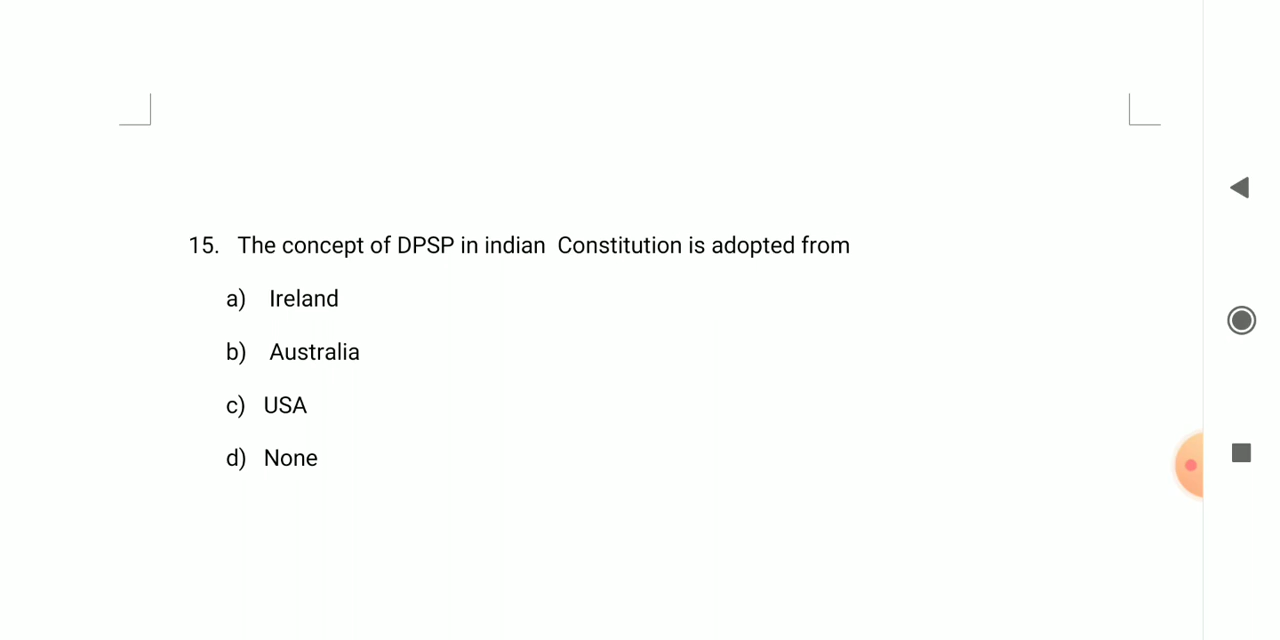 15. The concept of DPSP in indian Constitution is adopted from
a) Ireland
b) Australia
c) USA
d) None